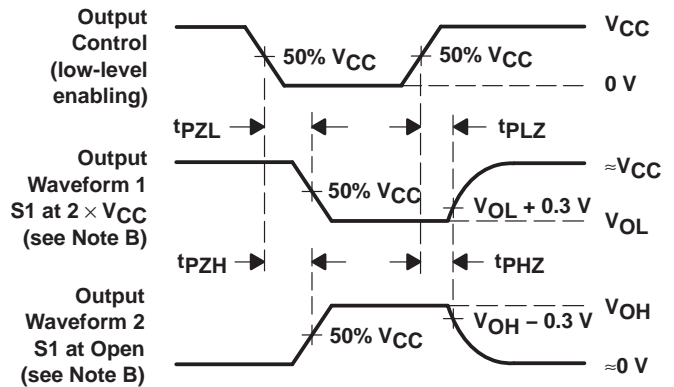 Output
Control
(low-level
enabling)
50% VCC
50% VCC
VCC
0 V
tPZL
tPLZ
Output
Waveform 1
S1 at 2 × VCC
(see Note B)
50% VCC
≈VCC
VOL + 0.3 V
VOL
tPZH
tPHZ
Output
Waveform 2
S1 at Open
(see Note B)
50% VCC
VOH
VOH − 0.3 V
≈0 V